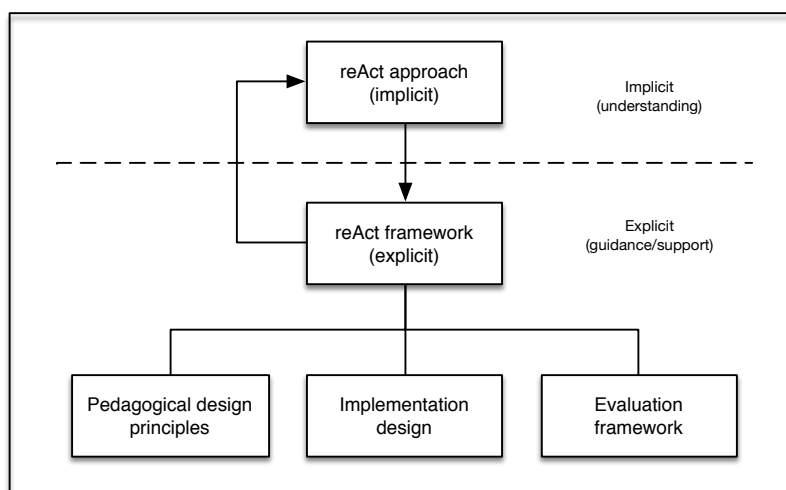 reAct approach
(implicit)
Implicit
(understanding)
reAct framework
(explicit)
Explicit
(guidance/support)
Pedagogical design
principles
Implementation
design
Evaluation
framework